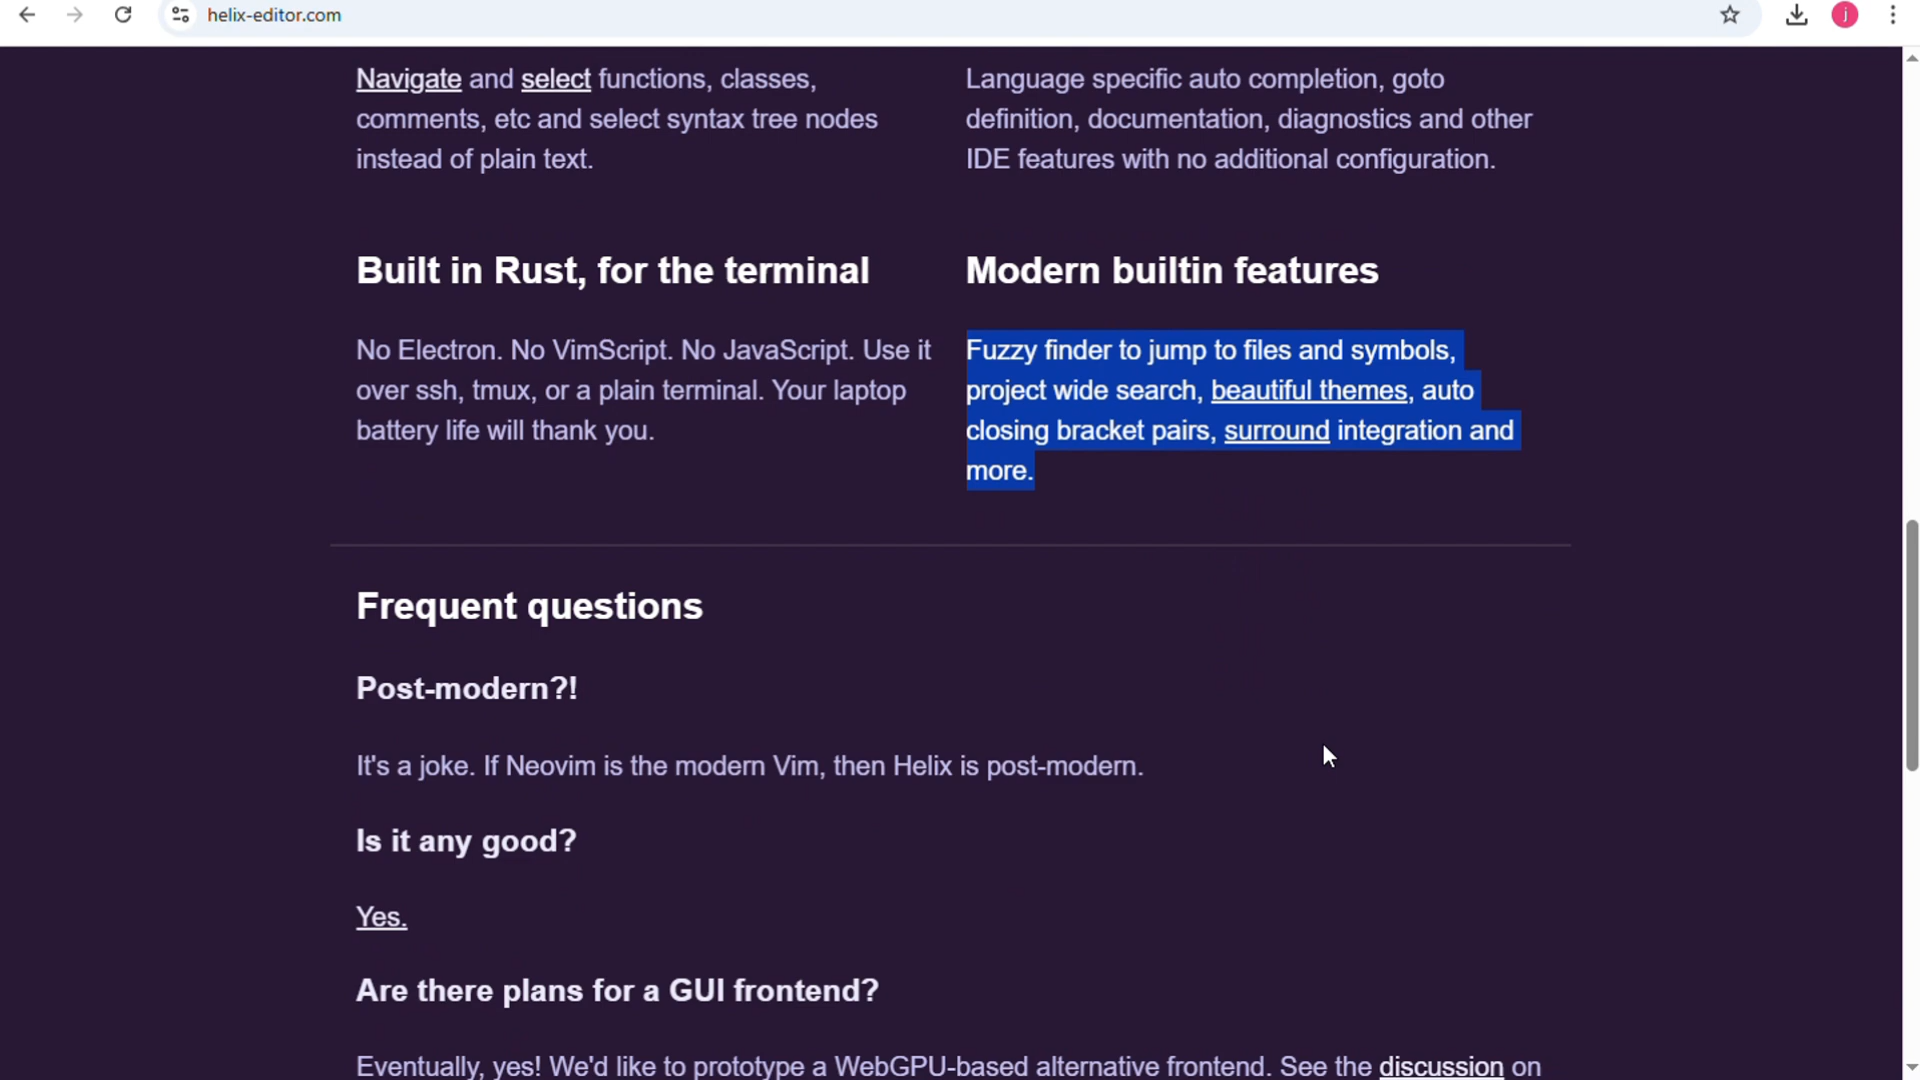 helix-editor.com
j
Navigate and select functions, classes,
comments, etc and select syntax tree nodes
instead of plain text.
Language specific auto completion, goto
definition, documentation, diagnostics and other
IDE features with no additional configuration.
Built in Rust, for the terminal
No Electron. No VimScript. No JavaScript. Use it
over ssh, tmux, or a plain terminal. Your laptop
battery life will thank you.
Modern builtin features
Fuzzy finder to jump to files and symbols,
project wide search, beautiful themes, auto
closing bracket pairs, surround integration and
more.
Frequent questions
Post-modern?!
It's a joke. If Neovim is the modern Vim, then Helix is post-modern.
Is it any good?
Yes.
Are there plans for a GUI frontend?
Eventually, yes! We'd like to prototype a WebGPU-based alternative frontend. See the discussion on